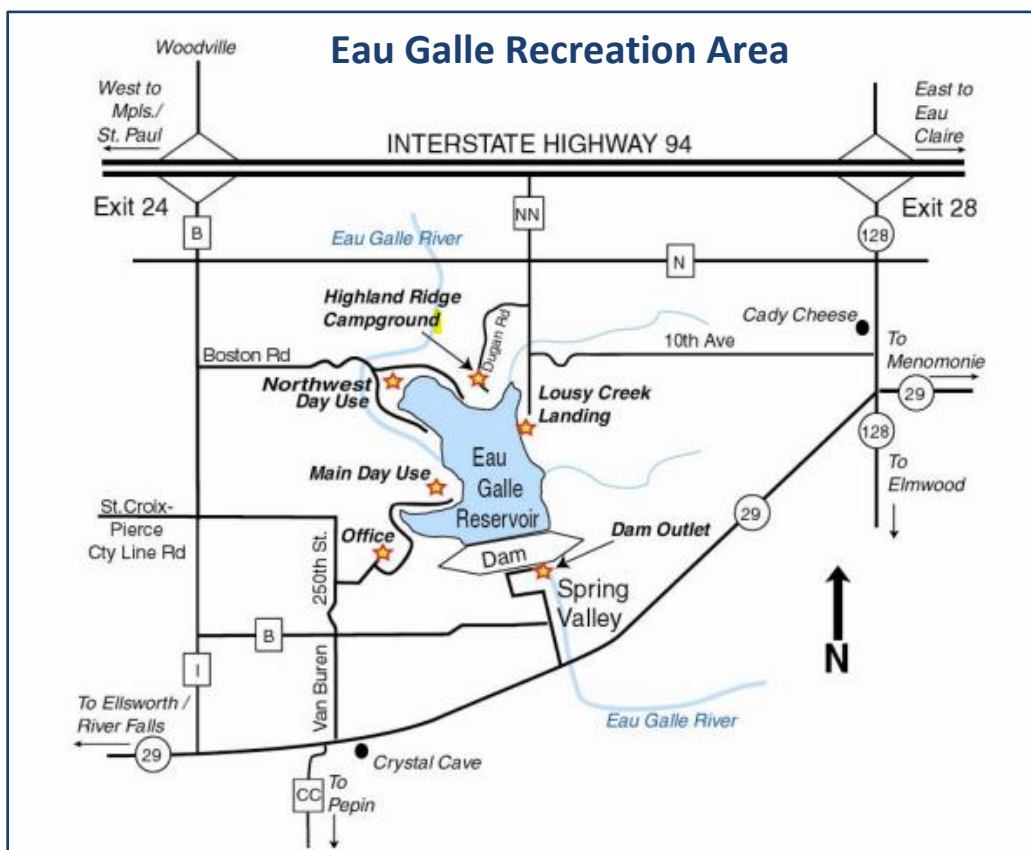 Woodville
Eau Galle Recreation Area
West to
Mpls./
St. Paul
East to
Eau
Claire
INTERSTATE HIGHWAY 94
Exit 24
Exit 28
B
NN
128
Eau Galle River
N
Highland Ridge
Campground
Dugan Rd
Cady Cheese
To
Menomonie
Boston Rd
10th Ave
Northwest
Day Use
Lousy Creek
Landing
29
128
To
Elmwood
Eau
Galle
Reservoir
Main Day Use
St.Croix-
Pierce
Cty Line Rd
29
Office
250th St.
Dam
Dam Outlet
Spring
Valley
B
I
Van Buren
N
To Ellsworth /
River Falls
29
Eau Galle River
Crystal Cave
CC
To
Pepin